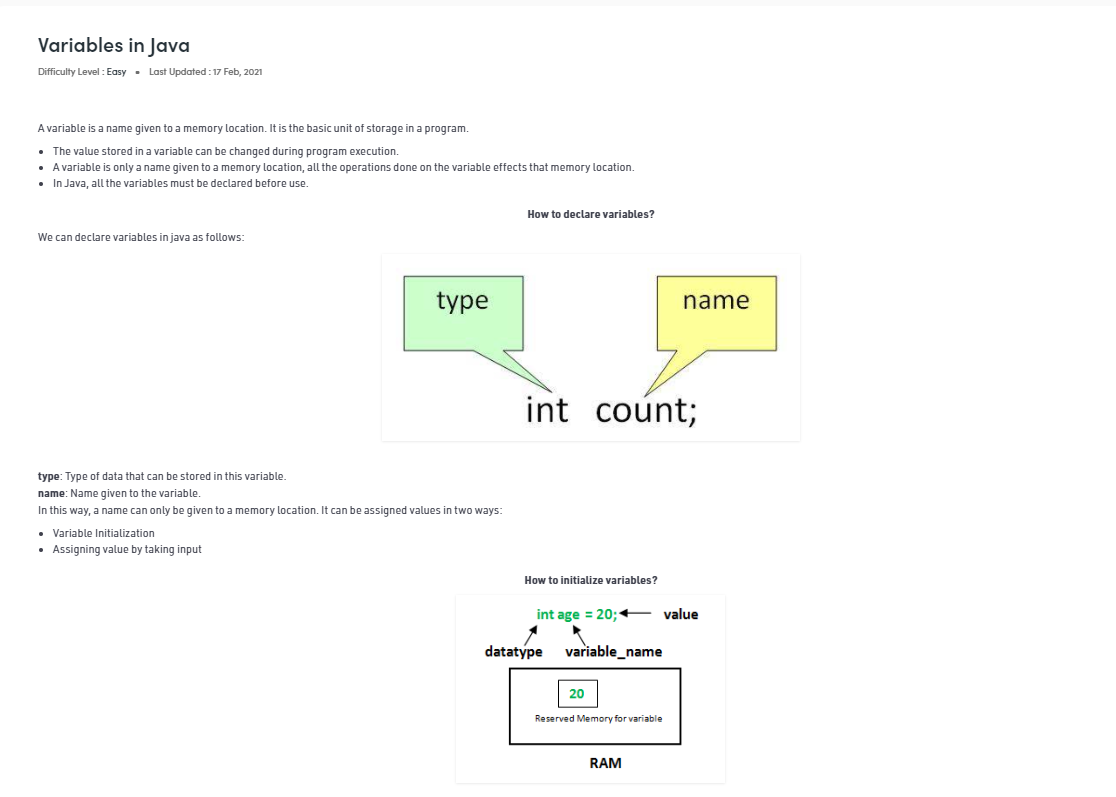 Variables in Java
Difficulty Level : Easy • Last Updated : 17 Feb, 2021
A variable is a name given to a memory location. It is the basic unit of storage in a program.
• The value stored in a variable can be changed during program execution.
• A variable is only a name given to a memory location, all the operations done on the variable effects that memory location.
• In Java, all the variables must be declared before use.
How to declare variables?
We can declare variables in java as follows:
type name
int count;
type: Type of data that can be stored in this variable.
name: Name given to the variable.
In this way, a name can only be given to a memory location. It can be assigned values in two ways:
• Variable Initialization
• Assigning value by taking input
How to initialize variables?
int age = 20; value
datatype variable_name
20
Reserved Memory for variable
RAM